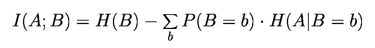 I(A; B) = H(B) − ∑_b P(B = b) · H(A|B = b)